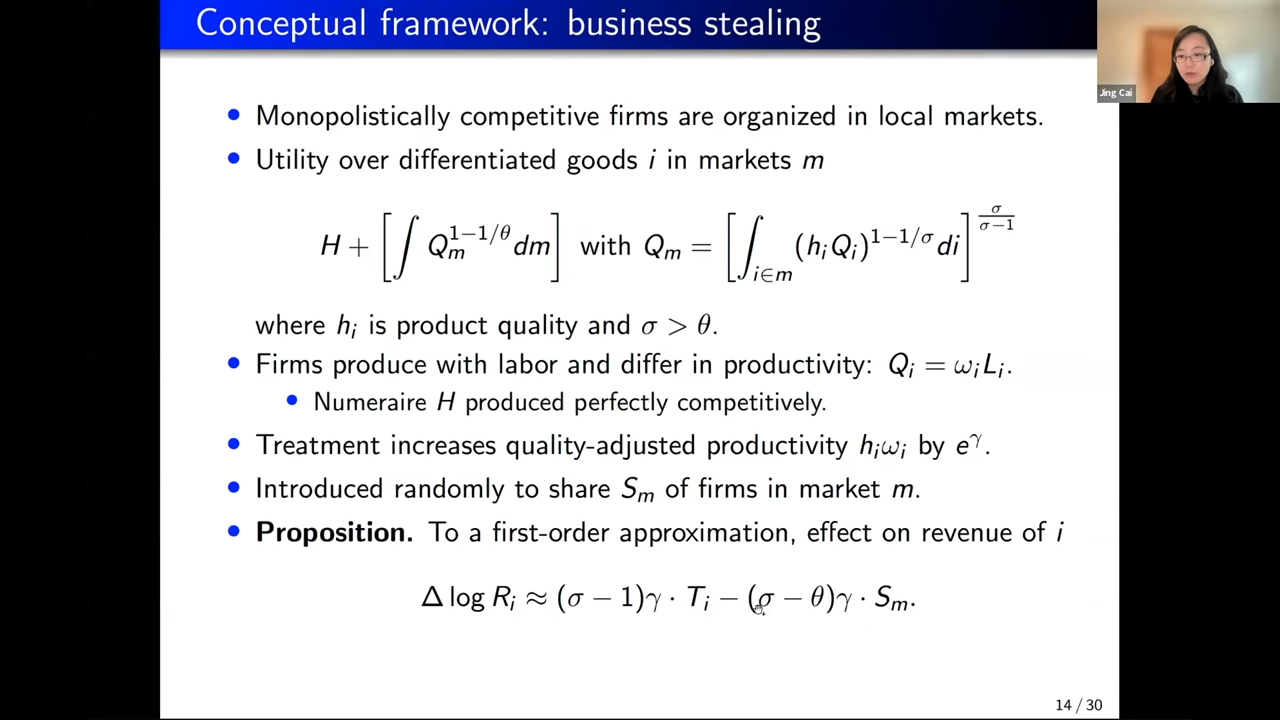 Conceptual framework: business stealing
Jing Cai
• Monopolistically competitive firms are organized in local markets.
• Utility over differentiated goods i in markets m
H + [∫ Q_m^{1−1/θ} dm] with Q_m = [∫_{i∈m} (h_i Q_i)^{1−1/σ} di]^{σ/(σ−1)}
where h_i is product quality and σ > θ.
• Firms produce with labor and differ in productivity: Q_i = ω_i L_i.
• Numeraire H produced perfectly competitively.
• Treatment increases quality-adjusted productivity h_i ω_i by e^γ.
• Introduced randomly to share S_m of firms in market m.
• Proposition. To a first-order approximation, effect on revenue of i
Δ log R_i ≈ (σ − 1)γ · T_i − (σ − θ)γ · S_m.
14 / 30